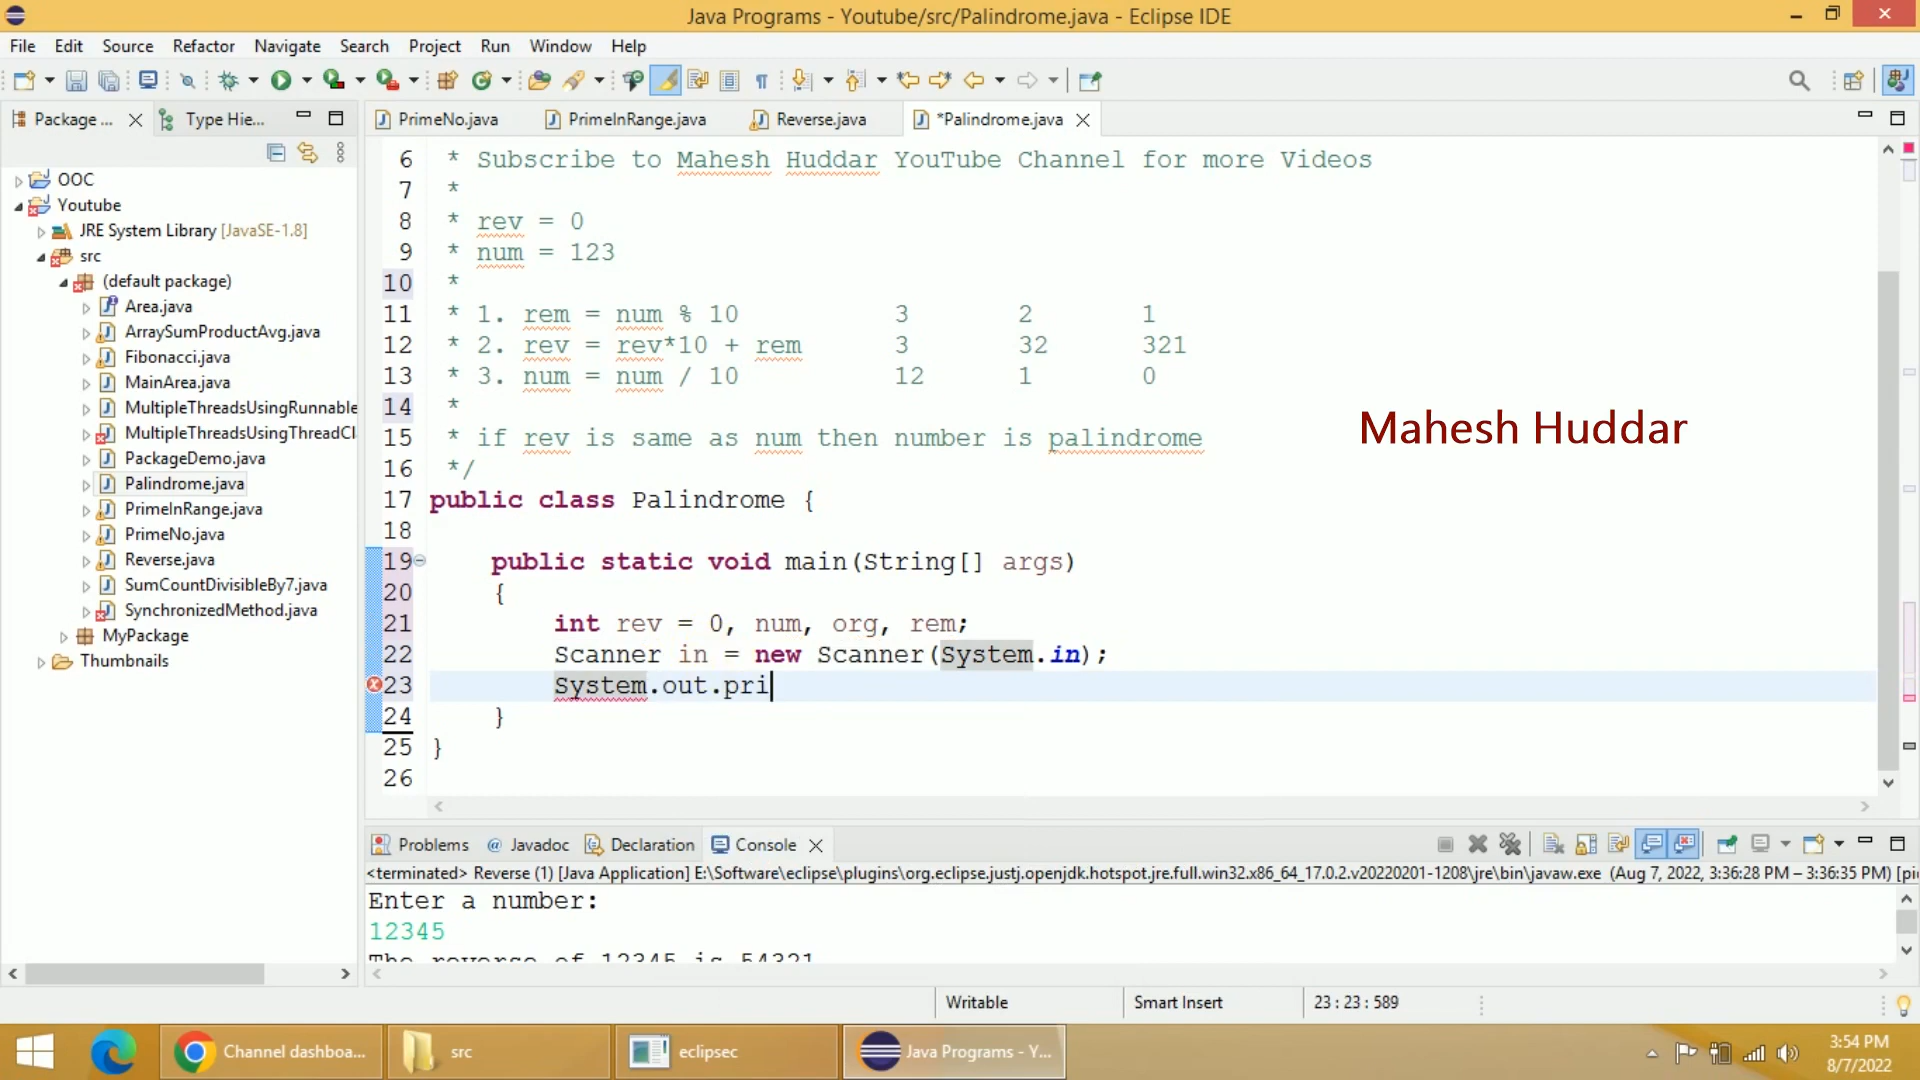 Java Programs - Youtube/src/Palindrome.java - Eclipse IDE
File Edit Source Refactor Navigate Search Project Run Window Help
Package ... Type Hie...
PrimeNo.java PrimeInRange.java Reverse.java *Palindrome.java
OOC
Youtube
JRE System Library [JavaSE-1.8]
src
(default package)
Area.java
ArraySumProductAvg.java
Fibonacci.java
MainArea.java
MultipleThreadsUsingRunnable
MultipleThreadsUsingThreadCl
PackageDemo.java
Palindrome.java
PrimeInRange.java
PrimeNo.java
Reverse.java
SumCountDivisibleBy7.java
SynchronizedMethod.java
MyPackage
Thumbnails
6 * Subscribe to Mahesh Huddar YouTube Channel for more Videos
7 *
8 * rev = 0
9 * num = 123
10 *
11 * 1. rem = num % 10 3 2 1
12 * 2. rev = rev*10 + rem 3 32 321
13 * 3. num = num / 10 12 1 0
14 *
15 * if rev is same as num then number is palindrome
16 */
17 public class Palindrome {
18
19 public static void main(String[] args)
20 {
21 int rev = 0, num, org, rem;
22 Scanner in = new Scanner(System.in);
23 System.out.pri
24 }
25 }
26
Mahesh Huddar
Problems @ Javadoc Declaration Console
<terminated> Reverse (1) [Java Application] E:\Software\eclipse\plugins\org.eclipse.justj.openjdk.hotspot.jre.full.win32.x86_64_17.0.2.v20220201-1208\jre\bin\javaw.exe (Aug 7, 2022, 3:36:28 PM – 3:36:35 PM) [pi
Enter a number:
12345
The reverse of 12345 is 54321
Writable Smart Insert 23 : 23 : 589
Channel dashboa... src eclipsec Java Programs - Y...
3:54 PM
8/7/2022